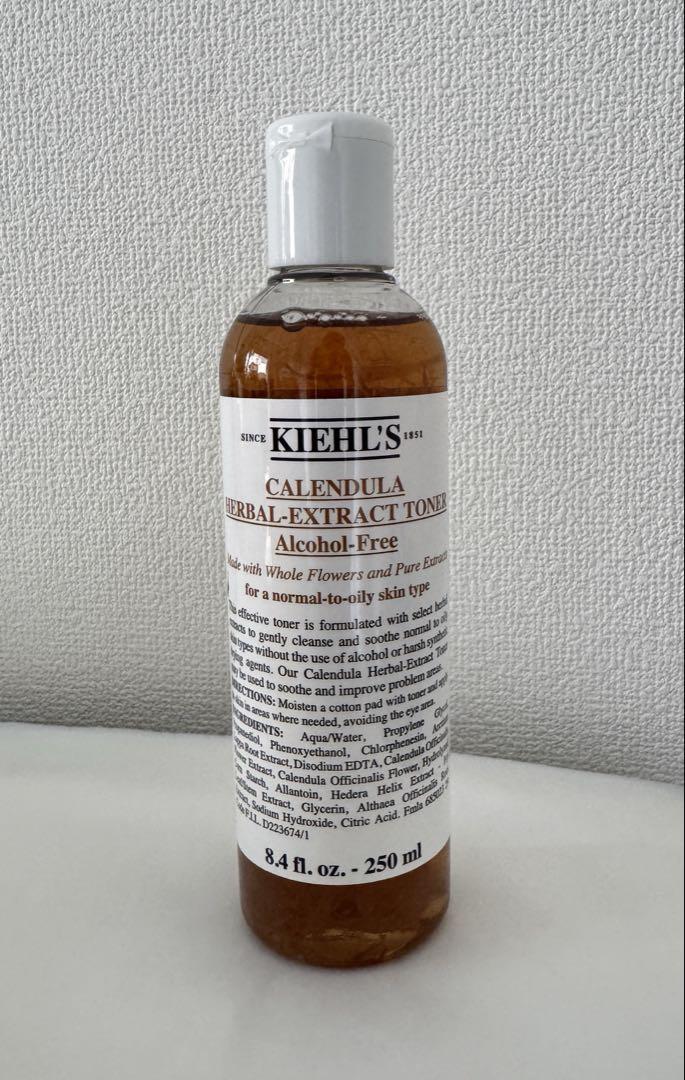 SINCE KIEHL'S 1851
CALENDULA
HERBAL-EXTRACT TONER
Alcohol-Free
Made with Whole Flowers and Pure Extracts
for a normal-to-oily skin type
effective toner is formulated with select herbal
to gently cleanse and soothe normal to oily
types without the use of alcohol or harsh synthetic
agents. Our Calendula Herbal-Extract Toner
be used to soothe and improve problem areas.
DIRECTIONS: Moisten a cotton pad with toner and apply
in areas where needed, avoiding the eye area.
INGREDIENTS: Aqua/Water, Propylene
Phenoxyethanol, Chlorphenesin,
Root Extract, Disodium EDTA, Calendula Officinalis
Extract, Calendula Officinalis Flower,
Starch, Allantoin, Hedera Helix Extract
Extract, Glycerin, Althaea Officinalis
Sodium Hydroxide, Citric Acid. Fmla
F.I.L. D223674/1
8.4 fl. oz. - 250 ml